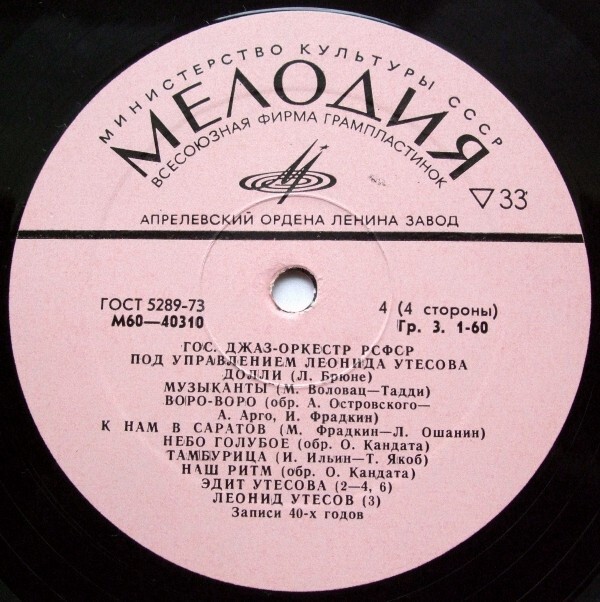 МИНИСТЕРСТВО КУЛЬТУРЫ СССР
МЕЛОДИЯ
ВСЕСОЮЗНАЯ ФИРМА ГРАМПЛАСТИНОК
▽33
АПРЕЛЕВСКИЙ ОРДЕНА ЛЕНИНА ЗАВОД
ГОСТ 5289-73
М60—40310
4 (4 стороны)
Гр. 3. 1-60
ГОС. ДЖАЗ-ОРКЕСТР РСФСР
ПОД УПРАВЛЕНИЕМ ЛЕОНИДА УТЕСОВА
ДОЛЛИ (Л. Брюне)
МУЗЫКАНТЫ (М. Воловац—Тадди)
ВОРО-ВОРО (обр. А. Островского—
А. Арго, И. Фрадкин)
К НАМ В САРАТОВ (М. Фрадкин—Л. Ошанин)
НЕБО ГОЛУБОЕ (обр. О. Кандата)
ТАМБУРИЦА (И. Ильин—Т. Якоб)
НАШ РИТМ (обр. О. Кандата)
ЭДИТ УТЕСОВА (2—4, 6)
ЛЕОНИД УТЕСОВ (3)
Записи 40-х годов